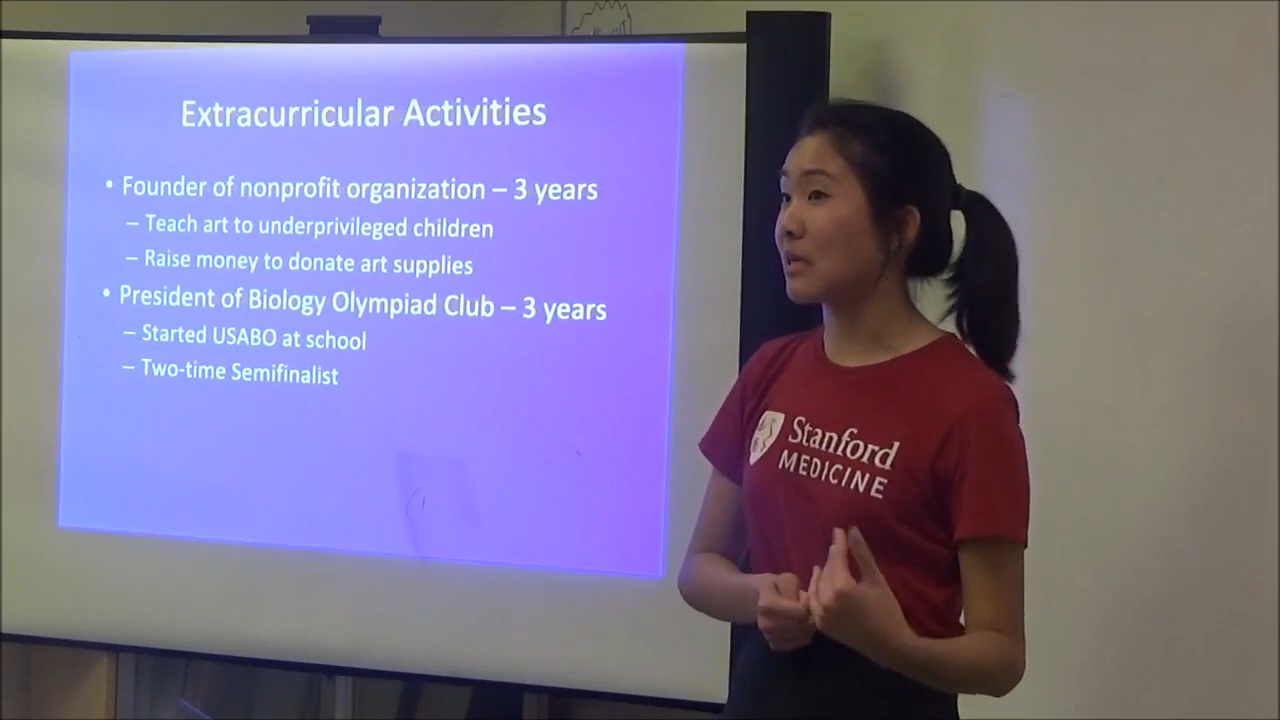 Extracurricular Activities
• Founder of nonprofit organization – 3 years
– Teach art to underprivileged children
– Raise money to donate art supplies
• President of Biology Olympiad Club – 3 years
– Started USABO at school
– Two-time Semifinalist
Stanford
MEDICINE